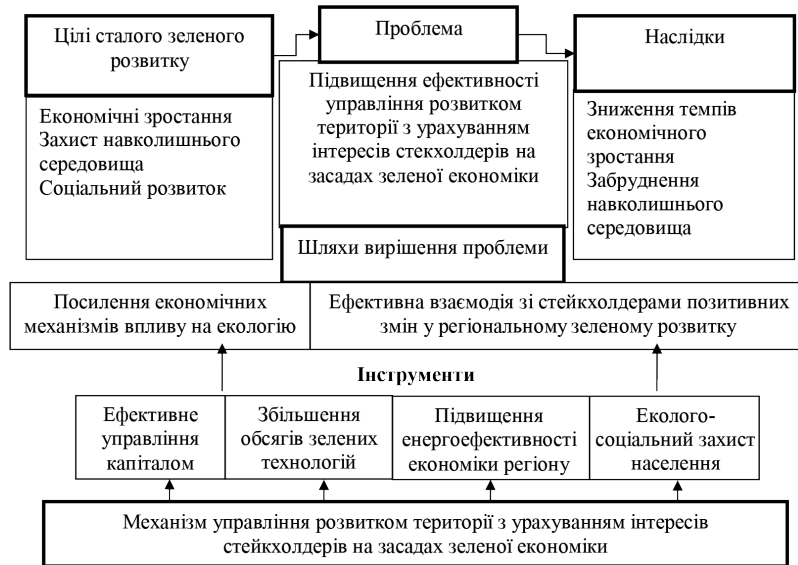 Цілі сталого зеленого
розвитку
Проблема
Наслідки
Економічні зростання
Захист навколишнього
середовища
Соціальний розвиток
Підвищення ефективності
управління розвитком
території з урахуванням
інтересів стекхолдерів на
засадах зеленої економіки
Зниження темпів
економічного
зростання
Забруднення
навколишнього
середовища
Шляхи вирішення проблеми
Посилення економічних
механізмів впливу на екологію
Ефективна взаємодія зі стейкхолдерами позитивних
змін у регіональному зеленому розвитку
Інструменти
Ефективне
управління
капіталом
Збільшення
обсягів зелених
технологій
Підвищення
енергоефективності
економіки регіону
Еколого-
соціальний захист
населення
Механізм управління розвитком території з урахуванням інтересів
стейкхолдерів на засадах зеленої економіки